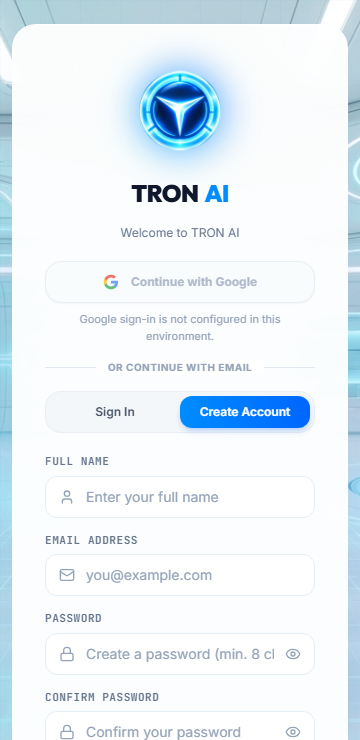 TRON AI
Welcome to TRON AI
Continue with Google
Google sign-in is not configured in this
environment.
OR CONTINUE WITH EMAIL
Sign In
Create Account
FULL NAME
Enter your full name
EMAIL ADDRESS
you@example.com
PASSWORD
Create a password (min. 8 cl
CONFIRM PASSWORD
Confirm your password